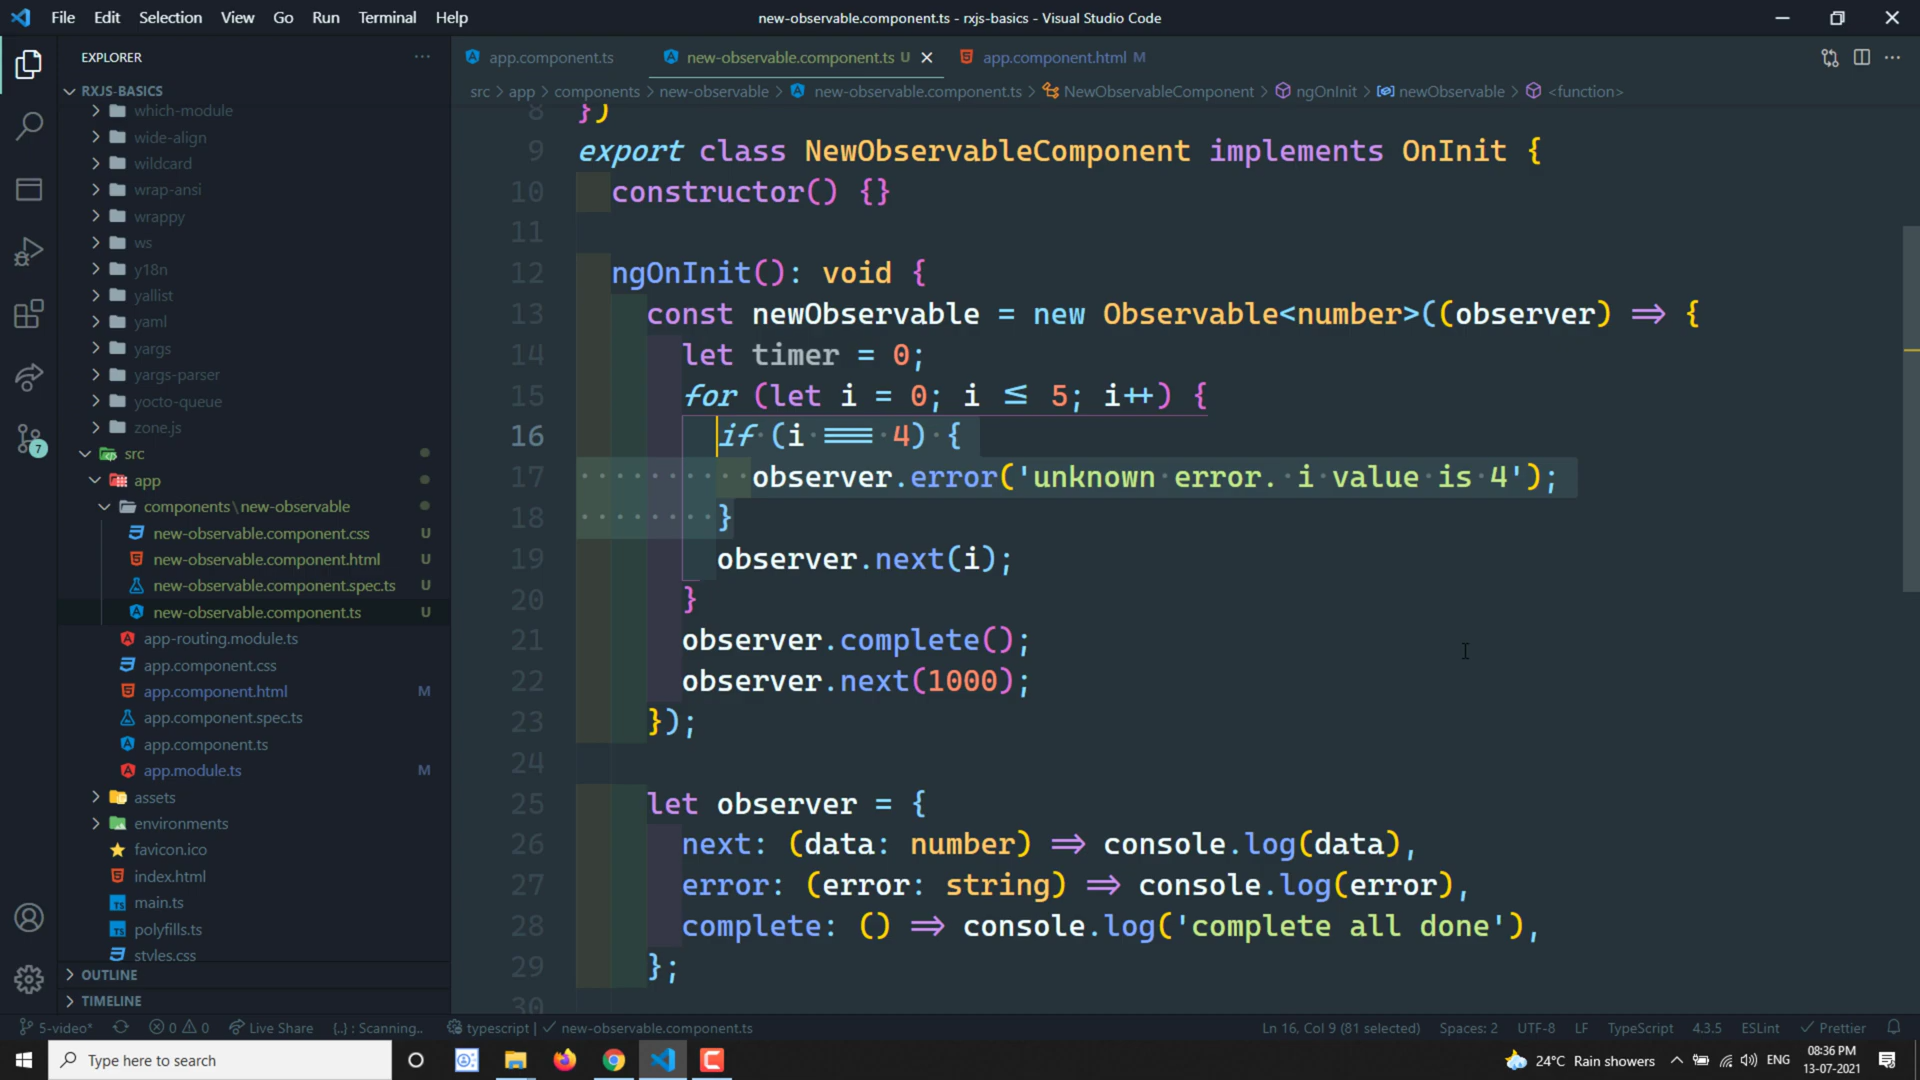 File Edit Selection View Go Run Terminal Help
new-observable.component.ts - rxjs-basics - Visual Studio Code
EXPLORER
RXJS-BASICS
which-module
wide-align
wildcard
wrap-ansi
wrappy
ws
y18n
yallist
yaml
yargs
yargs-parser
yocto-queue
zone.js
src
app
components\new-observable
new-observable.component.css U
new-observable.component.html U
new-observable.component.spec.ts U
new-observable.component.ts U
app-routing.module.ts
app.component.css
app.component.html M
app.component.spec.ts
app.component.ts
app.module.ts M
assets
environments
favicon.ico
index.html
main.ts
polyfills.ts
styles.css
OUTLINE
TIMELINE
7
app.component.ts
new-observable.component.ts U
app.component.html M
src > app > components > new-observable > new-observable.component.ts > NewObservableComponent > ngOnInit > newObservable > <function>
8 })
9 export class NewObservableComponent implements OnInit {
10 constructor() {}
11
12 ngOnInit(): void {
13 const newObservable = new Observable<number>((observer) => {
14 let timer = 0;
15 for (let i = 0; i <= 5; i++) {
16 if (i === 4) {
17 observer.error('unknown error. i value is 4');
18 }
19 observer.next(i);
20 }
21 observer.complete();
22 observer.next(1000);
23 });
24
25 let observer = {
26 next: (data: number) => console.log(data),
27 error: (error: string) => console.log(error),
28 complete: () => console.log('complete all done'),
29 };
30
5-video* 0 0 Live Share {..} : Scanning.. typescript | ✓ new-observable.component.ts
Ln 16, Col 9 (81 selected) Spaces: 2 UTF-8 LF TypeScript 4.3.5 ESLint ✓ Prettier
Type here to search
24°C Rain showers ENG
08:36 PM
13-07-2021